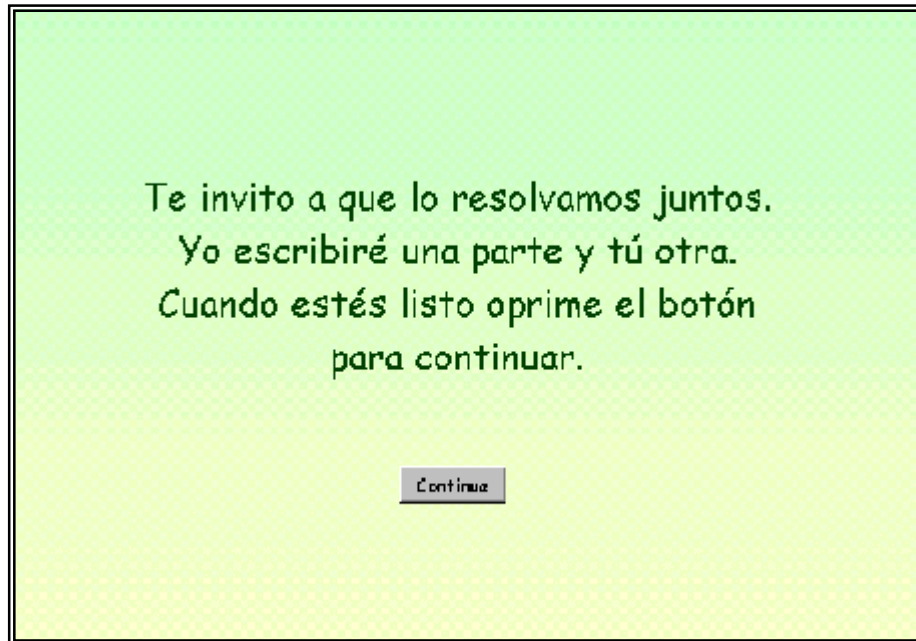 Te invito a que lo resolvamos juntos.
Yo escribiré una parte y tú otra.
Cuando estés listo oprime el botón
para continuar.
Continua